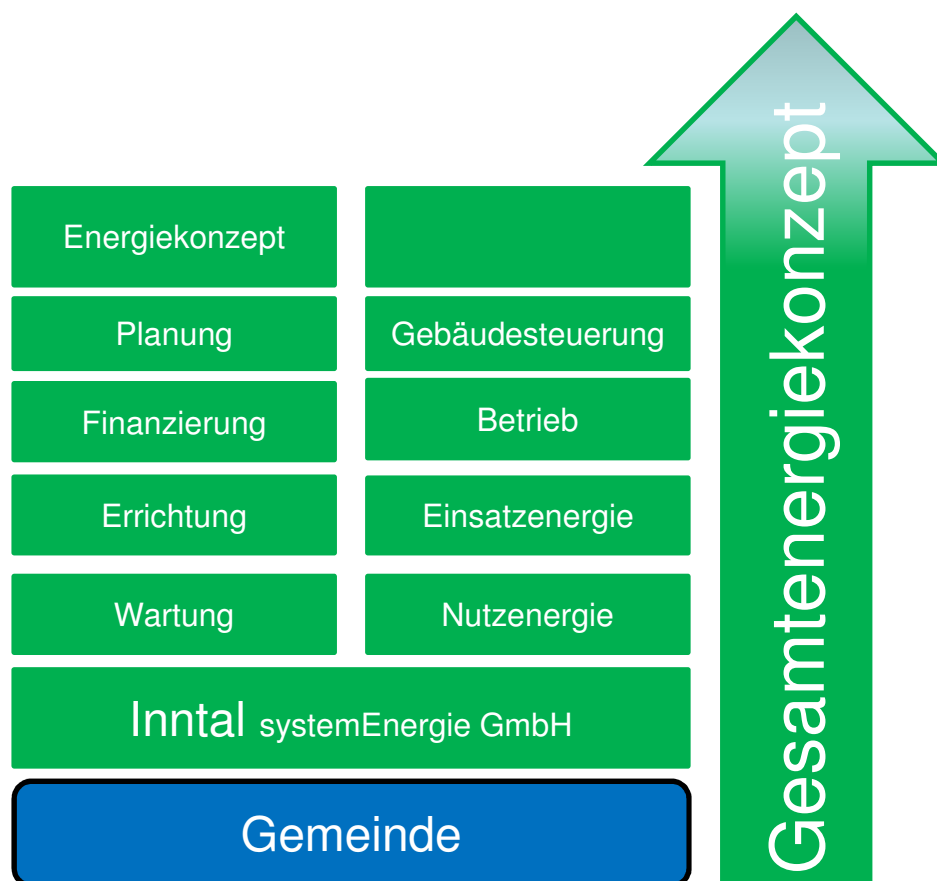 Energiekonzept
Planung
Gebäudesteuerung
Finanzierung
Betrieb
Errichtung
Einsatzenergie
Wartung
Nutzenergie
Inntal systemEnergie GmbH
Gemeinde
Gesamtenergiekonzept